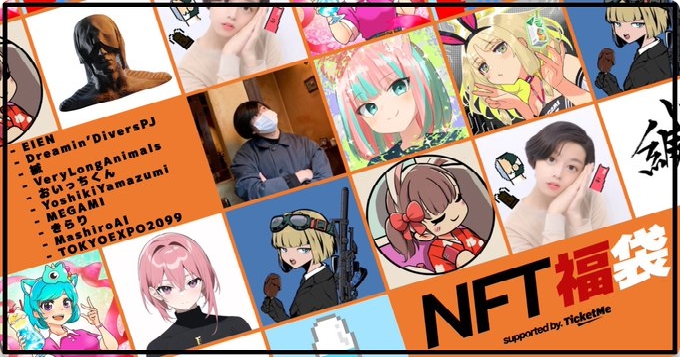 - EIEN
- Dreamin'DiversPJ
- 縁
- VeryLongAnimals
- おいっちくん
- YoshikiYamazumi
- MEGAMI
- きらり
- MashiroAI
- TOKYOEXPO2099
NFT福袋
supported by. TicketMe